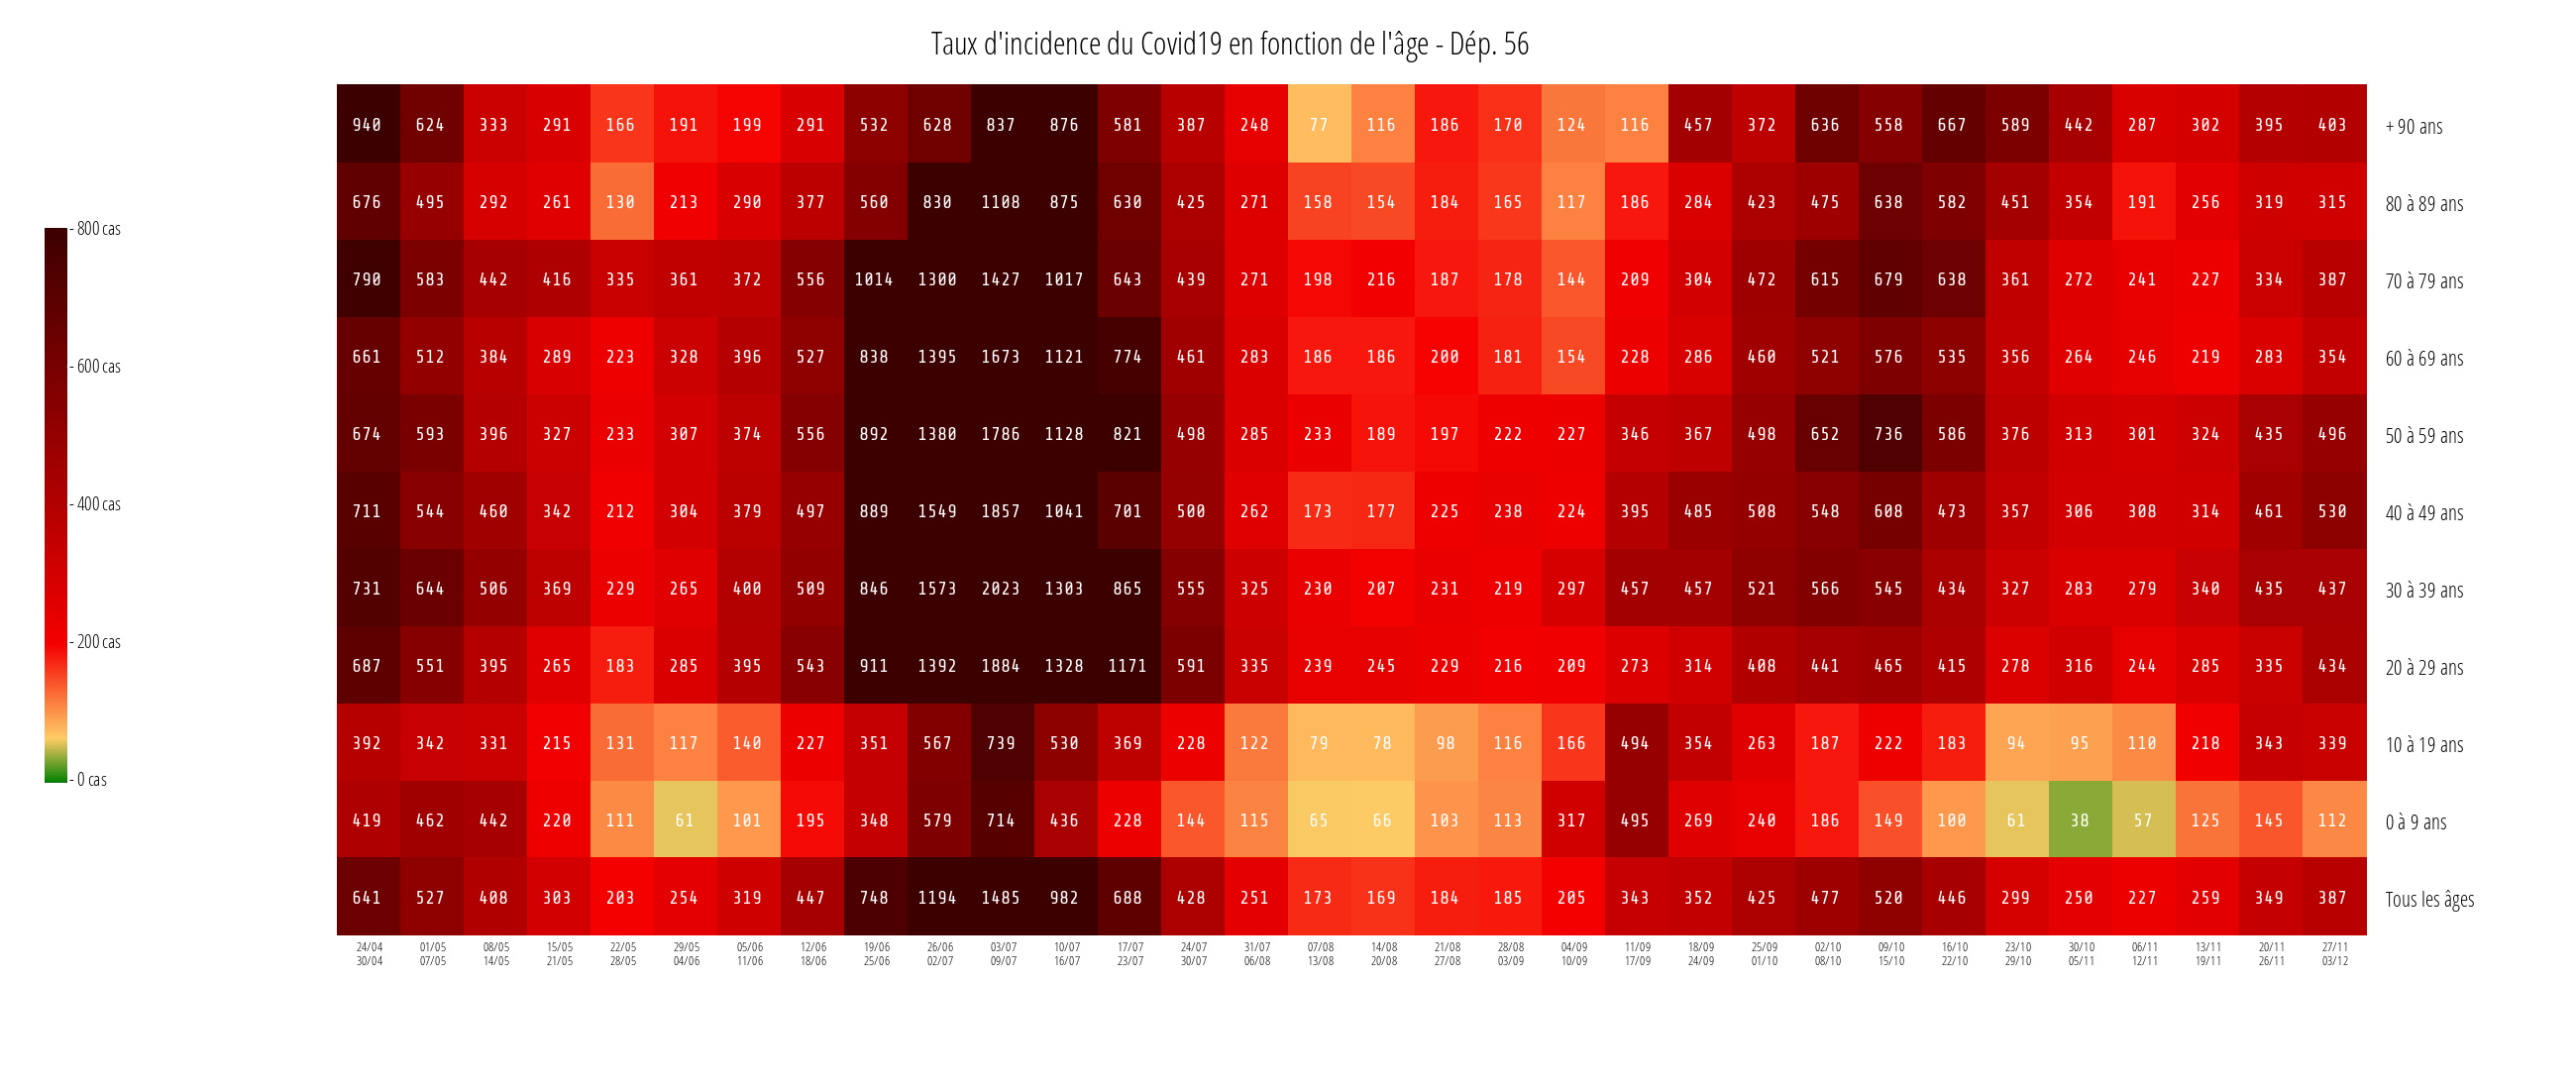 Taux d'incidence du Covid19 en fonction de l'âge - Dép. 56
940 624 333 291 166 191 199 291 532 628 837 876 581 387 248 77 116 186 170 124 116 457 372 636 558 667 589 442 287 302 395 403 + 90 ans
676 495 292 261 130 213 290 377 560 830 1108 875 630 425 271 158 154 184 165 117 186 284 423 475 638 582 451 354 191 256 319 315 80 à 89 ans
- 800 cas
790 583 442 416 335 361 372 556 1014 1300 1427 1017 643 439 271 198 216 187 178 144 209 304 472 615 679 638 361 272 241 227 334 387 70 à 79 ans
661 512 384 289 223 328 396 527 838 1395 1673 1121 774 461 283 186 186 200 181 154 228 286 460 521 576 535 356 264 246 219 283 354 60 à 69 ans
- 600 cas
674 593 396 327 233 307 374 556 892 1380 1786 1128 821 498 285 233 189 197 222 227 346 367 498 652 736 586 376 313 301 324 435 496 50 à 59 ans
- 400 cas
711 544 460 342 212 304 379 497 889 1549 1857 1041 701 500 262 173 177 225 238 224 395 485 508 548 608 473 357 306 308 314 461 530 40 à 49 ans
731 644 506 369 229 265 400 509 846 1573 2023 1303 865 555 325 230 207 231 219 297 457 457 521 566 545 434 327 283 279 340 435 437 30 à 39 ans
- 200 cas
687 551 395 265 183 285 395 543 911 1392 1884 1328 1171 591 335 239 245 229 216 209 273 314 408 441 465 415 278 316 244 285 335 434 20 à 29 ans
392 342 331 215 131 117 140 227 351 567 739 530 369 228 122 79 78 98 116 166 494 354 263 187 222 183 94 95 110 218 343 339 10 à 19 ans
- 0 cas
419 462 442 220 111 61 101 195 348 579 714 436 228 144 115 65 66 103 113 317 495 269 240 186 149 100 61 38 57 125 145 112 0 à 9 ans
641 527 408 303 203 254 319 447 748 1194 1485 982 688 428 251 173 169 184 185 205 343 352 425 477 520 446 299 250 227 259 349 387 Tous les âges
24/04 01/05 08/05 15/05 22/05 29/05 05/06 12/06 19/06 26/06 03/07 10/07 17/07 24/07 31/07 07/08 14/08 21/08 28/08 04/09 11/09 18/09 25/09 02/10 09/10 16/10 23/10 30/10 06/11 13/11 20/11 27/11
30/04 07/05 14/05 21/05 28/05 04/06 11/06 18/06 25/06 02/07 09/07 16/07 23/07 30/07 06/08 13/08 20/08 27/08 03/09 10/09 17/09 24/09 01/10 08/10 15/10 22/10 29/10 05/11 12/11 19/11 26/11 03/12